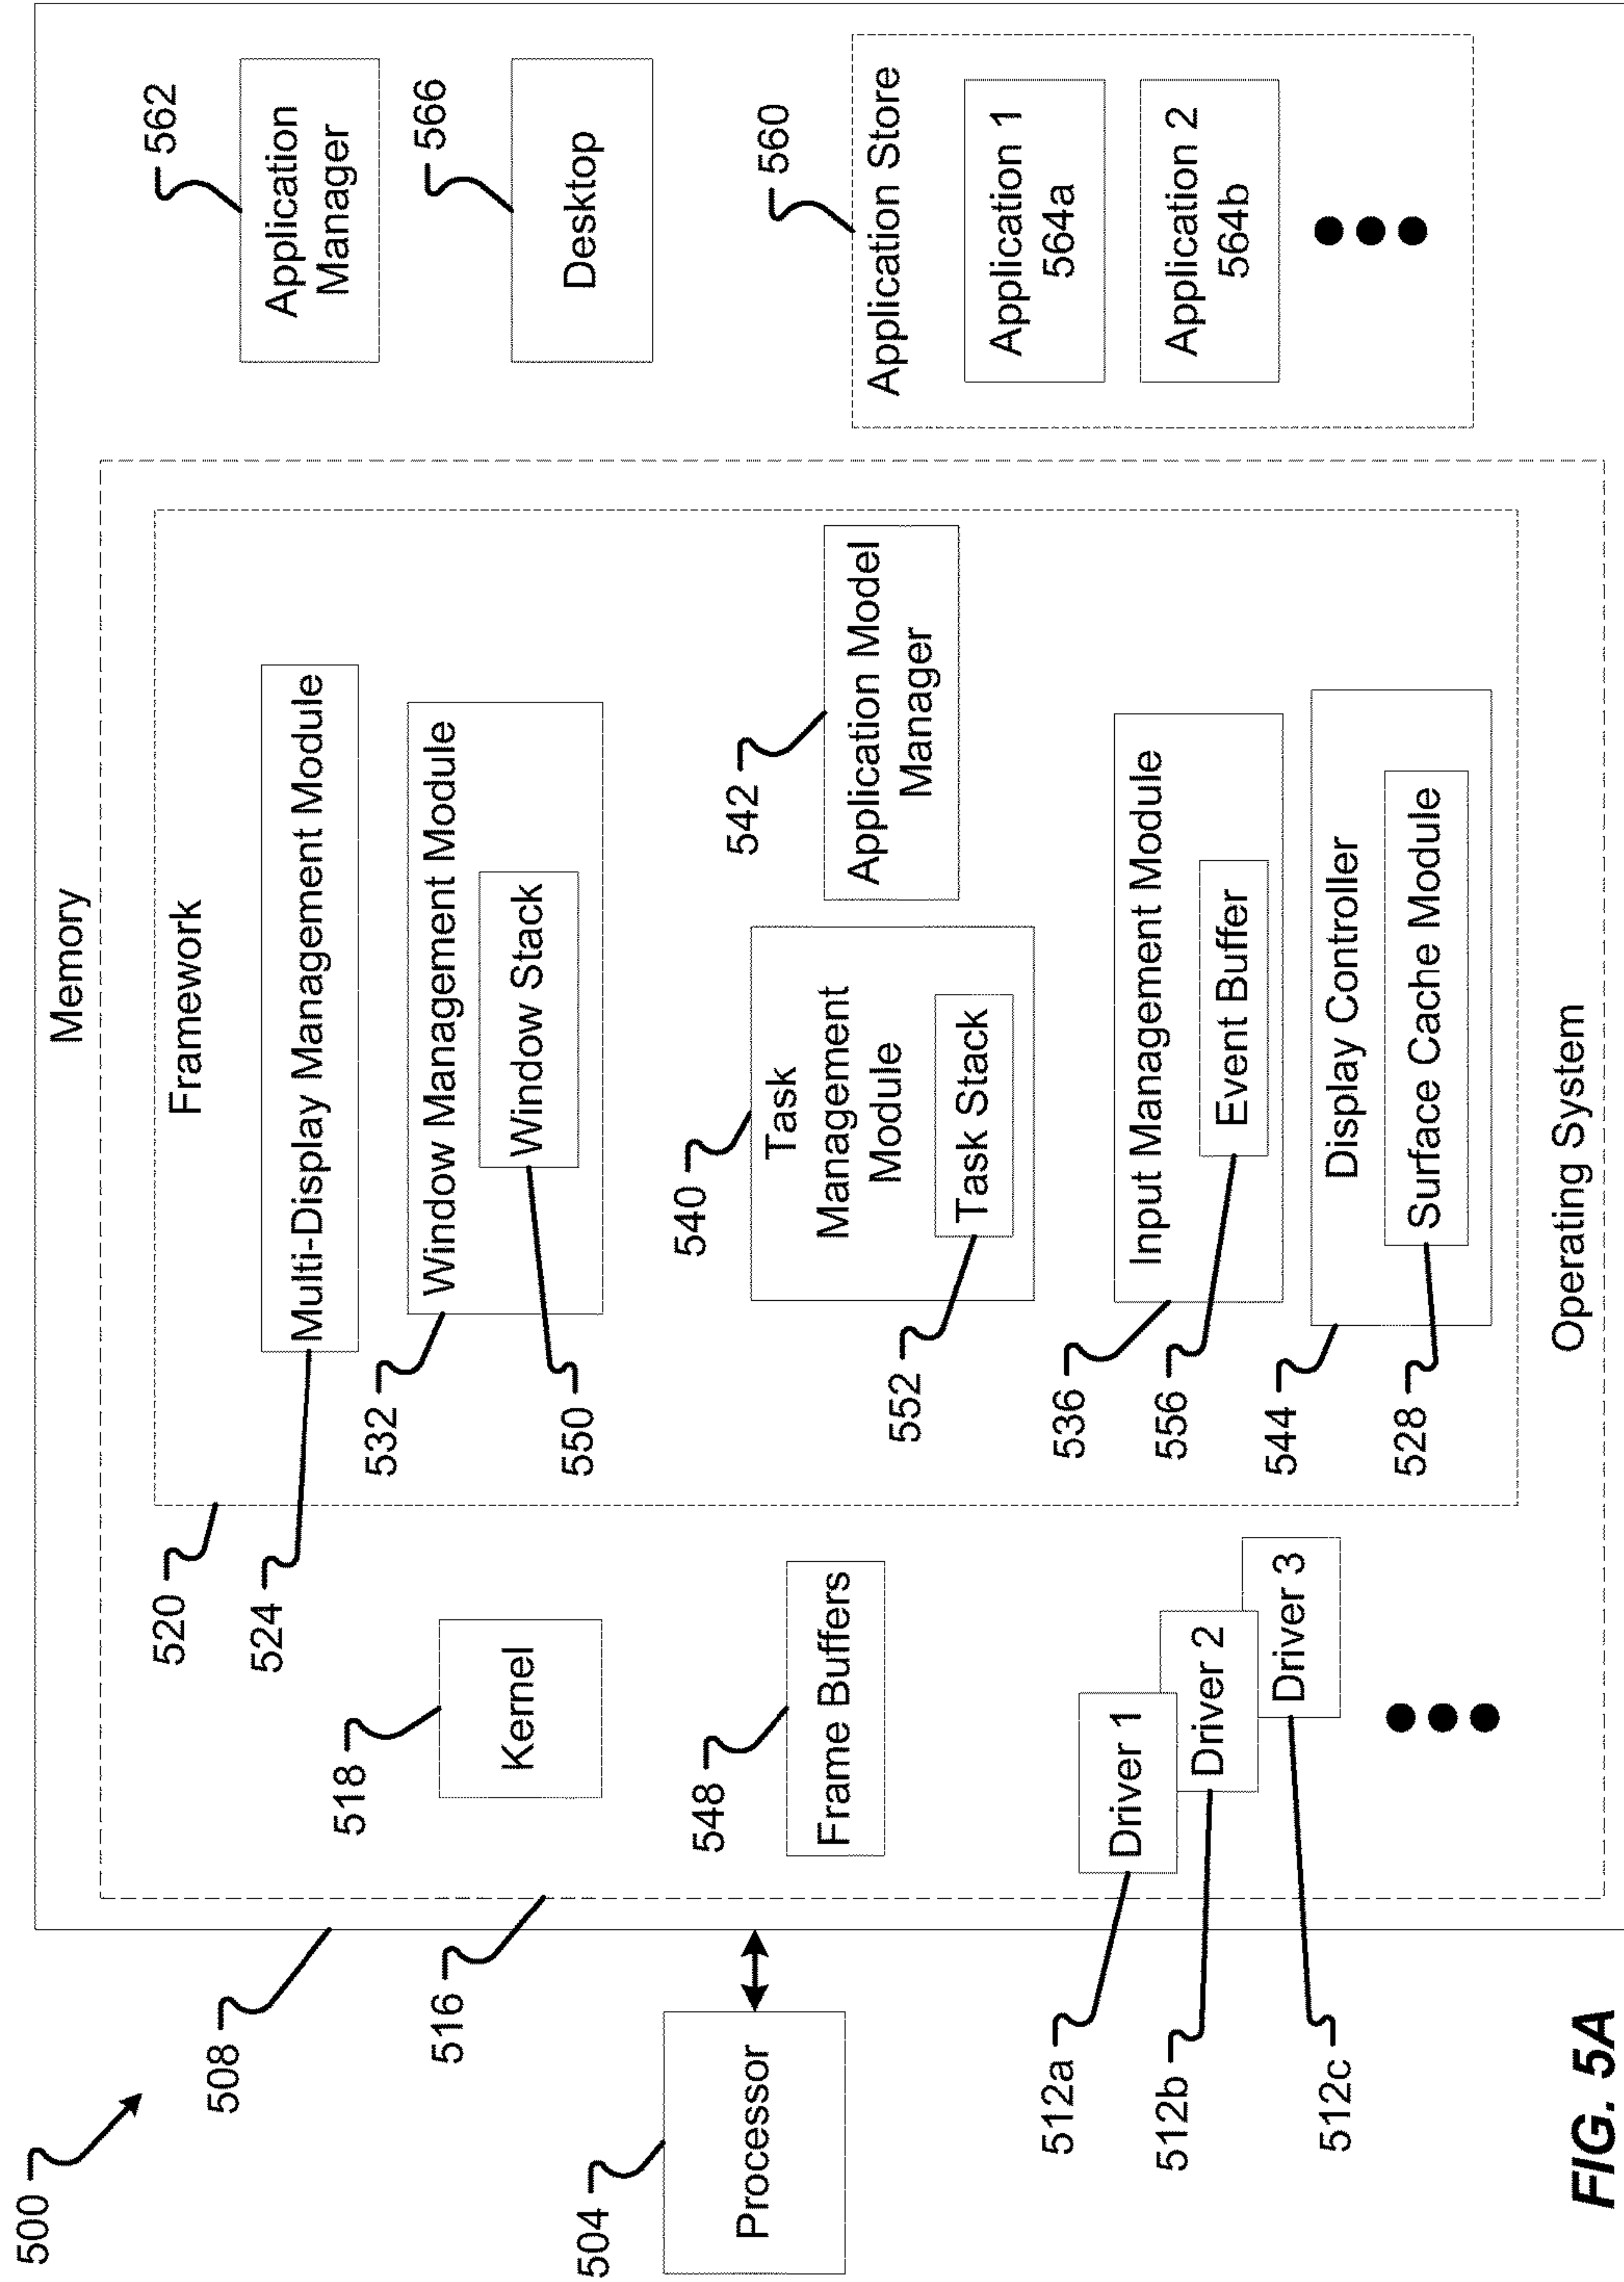 500
508
Memory
516
520
Framework
524
Multi-Display Management Module
532
Window Management Module
Window Stack
550
518
Kernel
548
Frame Buffers
540
Task
Management
Module
Task Stack
552
542
Application Model
Manager
536
Input Management Module
Event Buffer
556
544
Display Controller
Surface Cache Module
528
Driver 1
Driver 2
Driver 3
512a
512b
512c
Operating System
504
Processor
562
Application
Manager
566
Desktop
560
Application Store
Application 1
564a
Application 2
564b
FIG. 5A